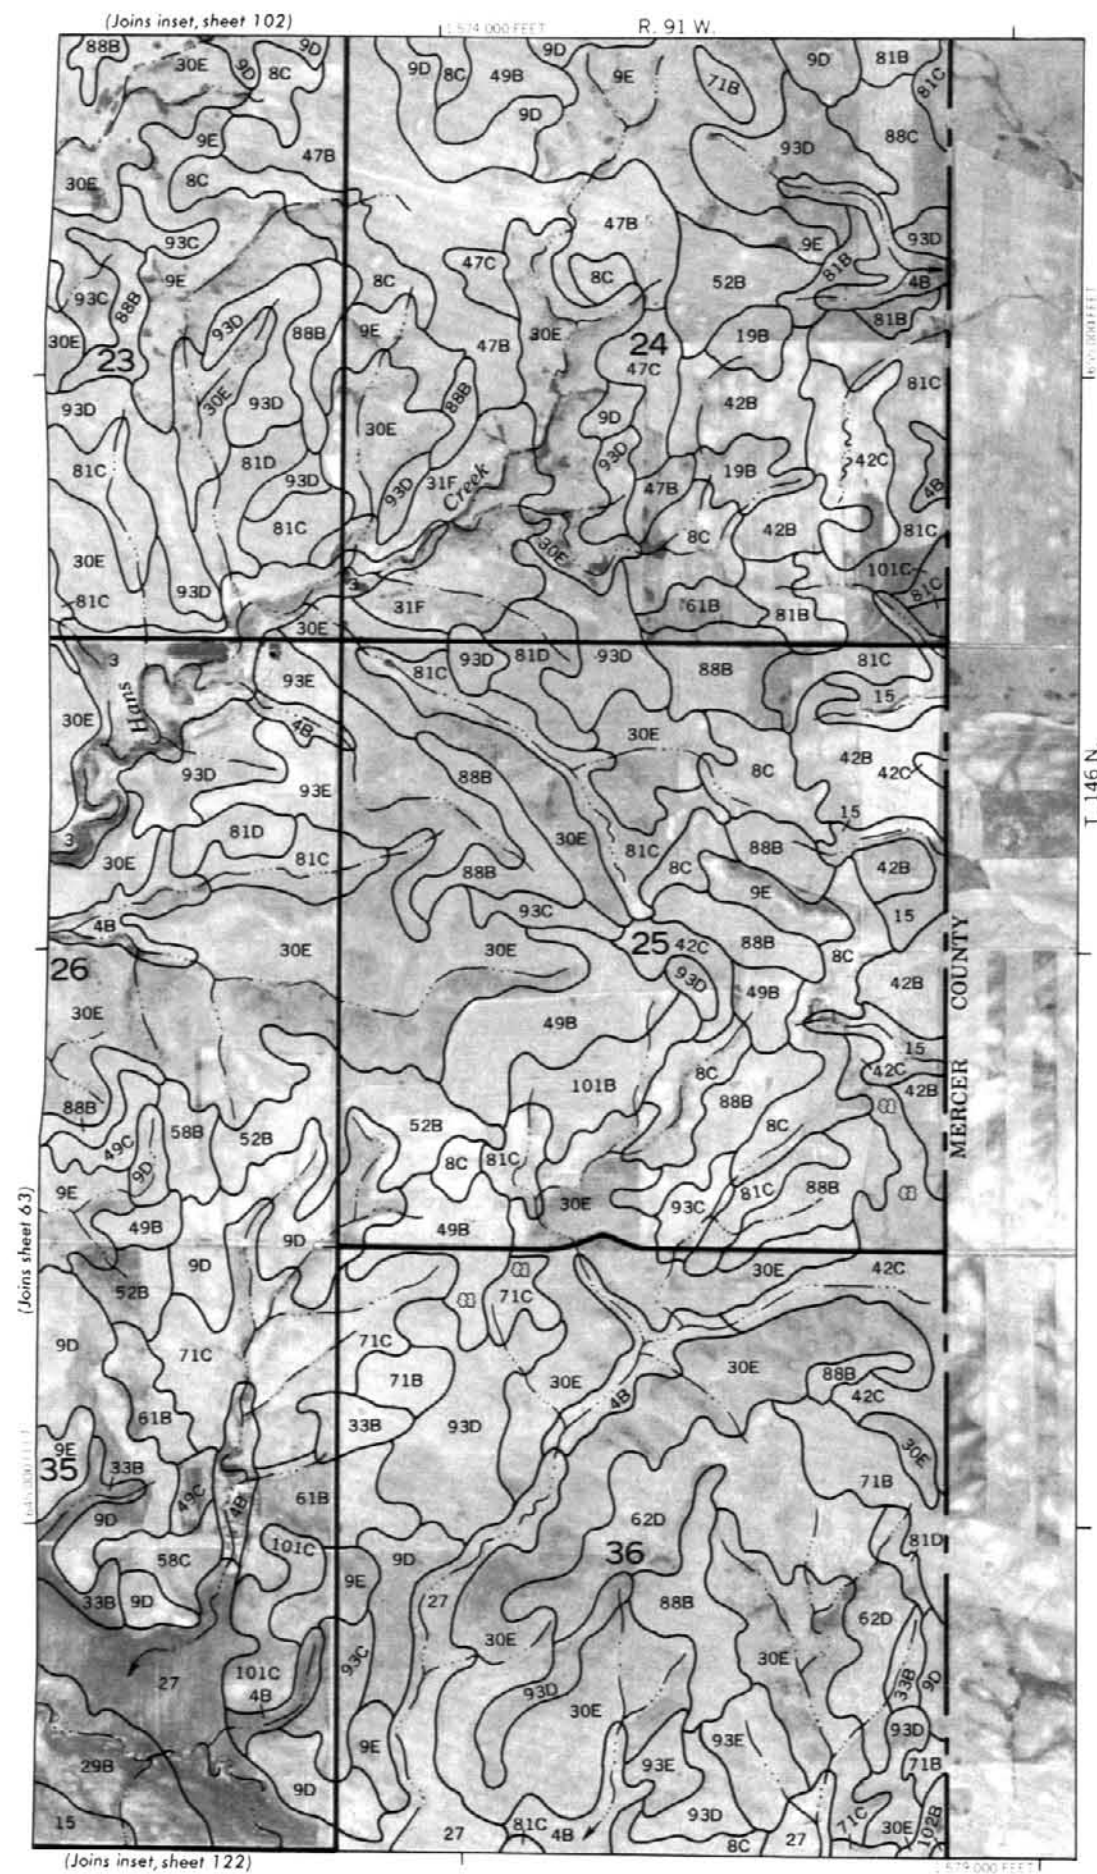 (Joins inset, sheet 102)
1 574 000 FEET
R. 91 W.
88B 30E 9D 8C 9D 9D 8C 49B 9D 9E 71B 9D 81B 81C
9E 47B 9D 93D 88C
30E 8C 47B
93C 9E 47C 8C 8C 52B 9E 81B 93D 4B
93C 88B 93D 88B 9E 47B 30E 19B 81B
30E 23 24 47C 81C
93D 30E 93D 30E 88B 9D 42B
81C 81D 93D 93D 31F Creek 93D 47B 19B 42C 4B
81C 30E 8C 42B 81C
30E 93D 101C 81C
81C 30E 31F 61B 81B
3 93E 81C 93D 81D 93D 88B 81C
30E Hans 4B 30E 15
93D 93E 88B 8C 42B 42C
81D 15
3 30E 81C 88B 30E 81C 8C 88B 42B
4B 93C 9E 15
26 30E 30E 25 42C 88B 8C
30E 93D 49B 42B
49B 15
88B 101B 8C 42C 42B
49C 58B 52B 52B 88B 8C
9D 8C 81C
9E 49B 30E 93C 81C 88B
49B 9D 9D
52B 71C 30E 42C
9D 71C 71C 30E 30E 88B
71B 4B 42C
61B 33B 93D 30E
9E 35 33B 49C 4B 61B 71B
9D 62D
58C 101C 9D 36 81D
33B 9D 9E 27 88B 62D
30E 30E
27 101C 93C 93D 33B 9D
4B 30E 93D
9E 93E 93E 71B
29B 9D 93D
15 27 81C 4B 8C 27 71C 30E 102B
(Joins inset, sheet 122)
1 579 000 FEET
(Joins sheet 63)
645 000 FEET
655 000 FEET
T. 146 N.
MERCER COUNTY